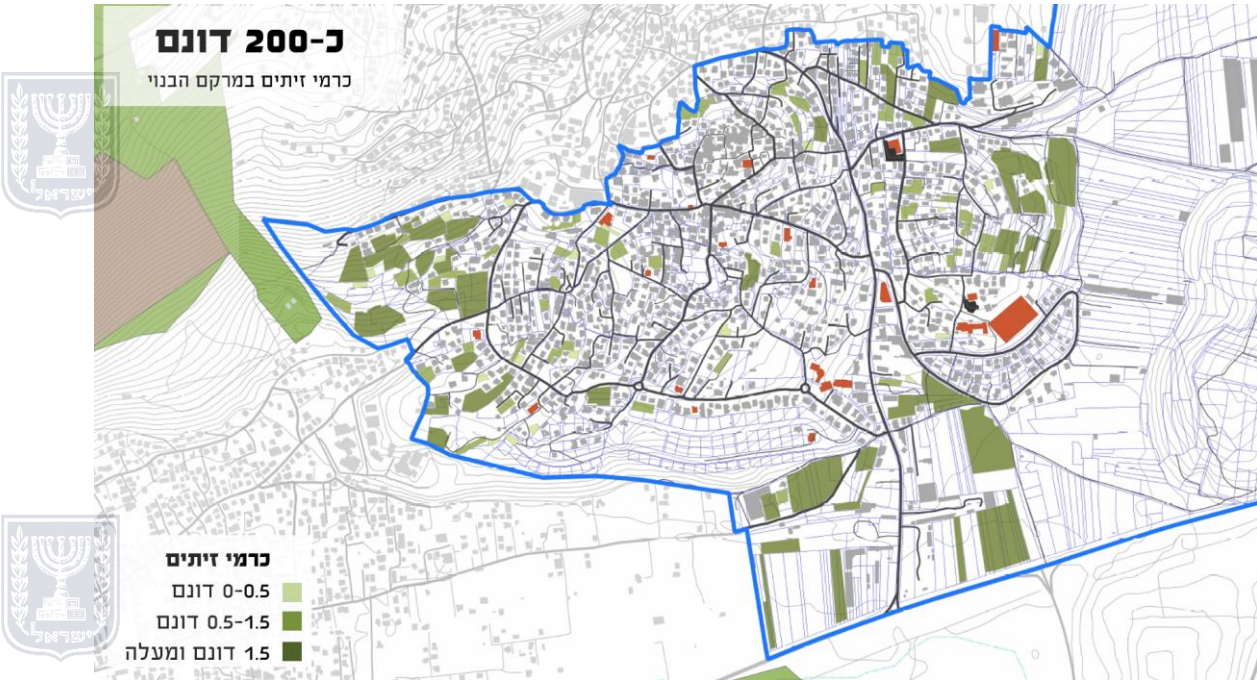 כ-200 דונם
כרמי זיתים במרקם הבנוי
ישראל
ישראל
כרמי זיתים
0-0.5 דונם
0.5-1.5 דונם
1.5 דונם ומעלה